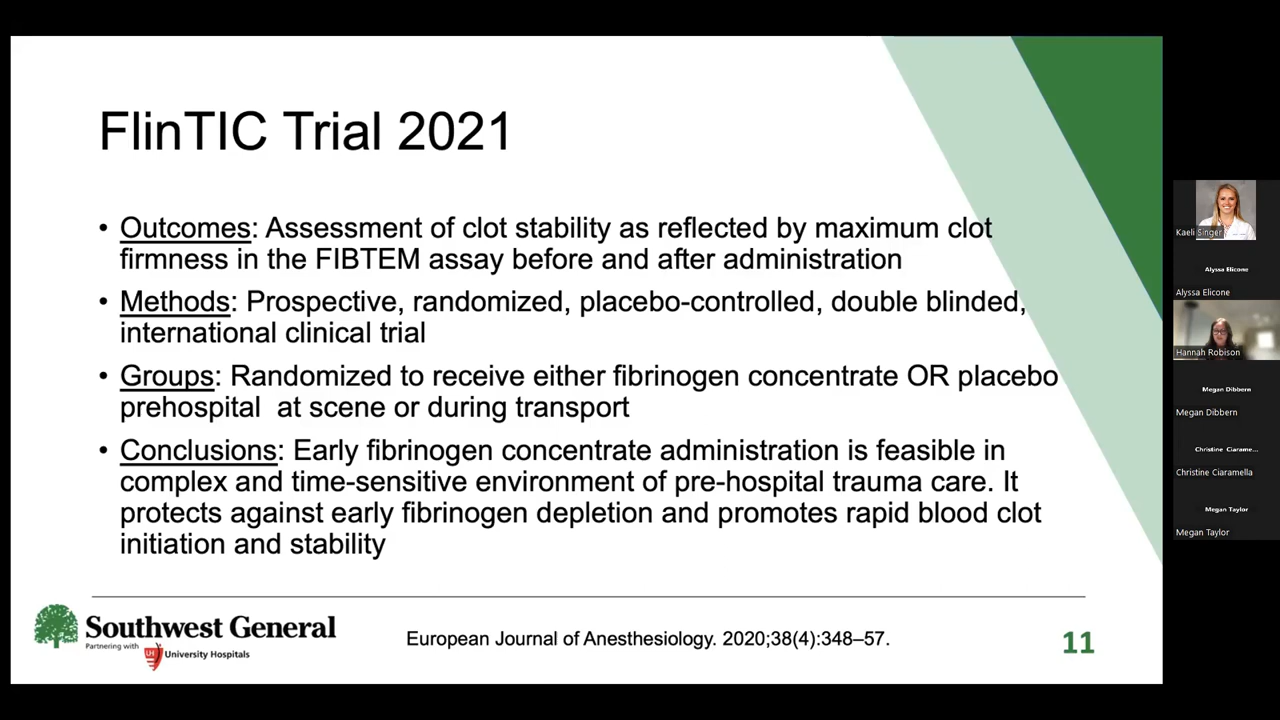 FlinTIC Trial 2021
• Outcomes: Assessment of clot stability as reflected by maximum clot
firmness in the FIBTEM assay before and after administration
• Methods: Prospective, randomized, placebo-controlled, double blinded,
international clinical trial
• Groups: Randomized to receive either fibrinogen concentrate OR placebo
prehospital  at scene or during transport
• Conclusions: Early fibrinogen concentrate administration is feasible in
complex and time-sensitive environment of pre-hospital trauma care. It
protects against early fibrinogen depletion and promotes rapid blood clot
initiation and stability
Southwest General
Partnering with
UH University Hospitals
European Journal of Anesthesiology. 2020;38(4):348–57.
11
Kaeli Singer
Alyssa Elicone
Alyssa Elicone
Hannah Robison
Megan Dibbern
Megan Dibbern
Christine Ciarame...
Christine Ciaramella
Megan Taylor
Megan Taylor